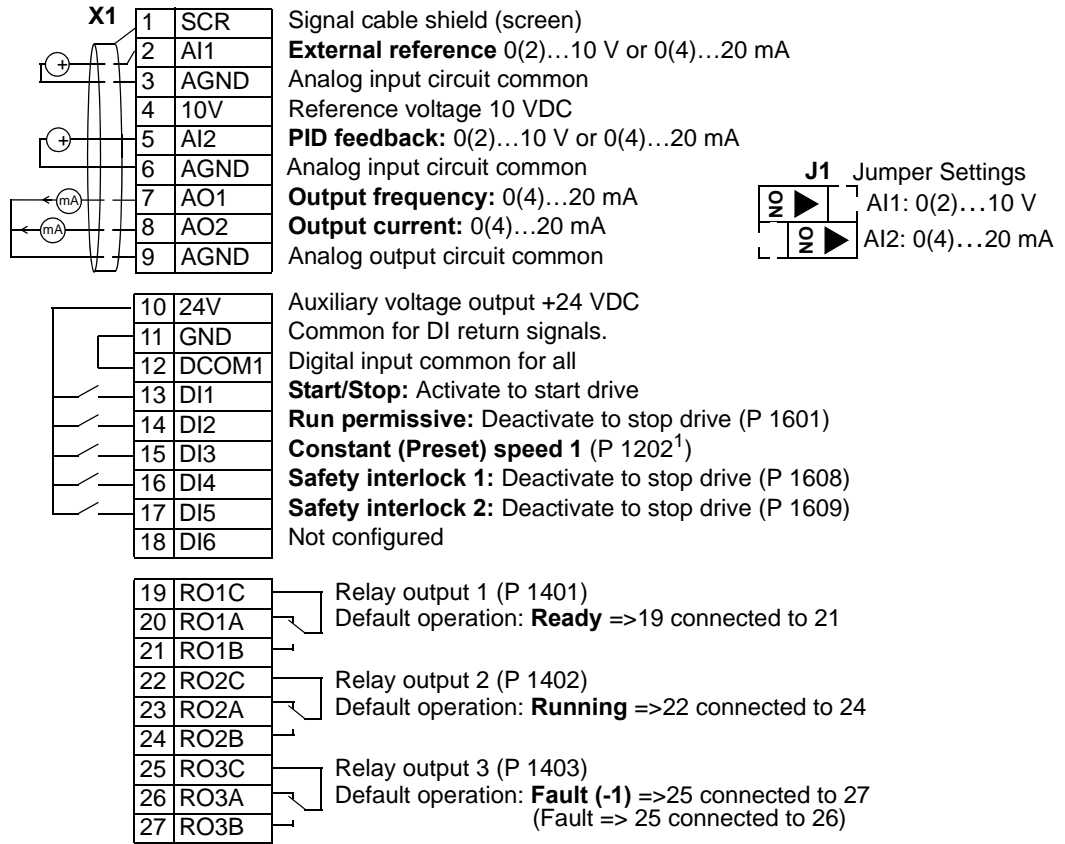 X1
1 SCR Signal cable shield (screen)
2 AI1 External reference 0(2)…10 V or 0(4)…20 mA
3 AGND Analog input circuit common
4 10V Reference voltage 10 VDC
5 AI2 PID feedback: 0(2)…10 V or 0(4)…20 mA
6 AGND Analog input circuit common
7 AO1 Output frequency: 0(4)…20 mA
8 AO2 Output current: 0(4)…20 mA
9 AGND Analog output circuit common
+
+
mA
mA
J1 Jumper Settings
ON AI1: 0(2)…10 V
ON AI2: 0(4)…20 mA
10 24V Auxiliary voltage output +24 VDC
11 GND Common for DI return signals.
12 DCOM1 Digital input common for all
13 DI1 Start/Stop: Activate to start drive
14 DI2 Run permissive: Deactivate to stop drive (P 1601)
15 DI3 Constant (Preset) speed 1 (P 1202¹)
16 DI4 Safety interlock 1: Deactivate to stop drive (P 1608)
17 DI5 Safety interlock 2: Deactivate to stop drive (P 1609)
18 DI6 Not configured
19 RO1C Relay output 1 (P 1401)
20 RO1A Default operation: Ready =>19 connected to 21
21 RO1B
22 RO2C Relay output 2 (P 1402)
23 RO2A Default operation: Running =>22 connected to 24
24 RO2B
25 RO3C Relay output 3 (P 1403)
26 RO3A Default operation: Fault (-1) =>25 connected to 27
27 RO3B (Fault => 25 connected to 26)